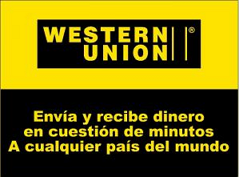 WESTERN
UNION ®
Envía y recibe dinero
en cuestión de minutos
A cualquier país del mundo